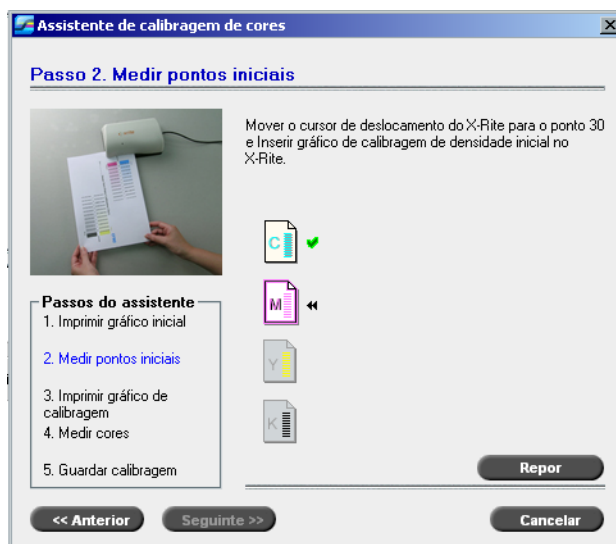 Assistente de calibragem de cores
Passo 2. Medir pontos iniciais
Mover o cursor de deslocamento do X-Rite para o ponto 30
e Inserir gráfico de calibragem de densidade inicial no
X-Rite.
C
M
Y
K
Passos do assistente
1. Imprimir gráfico inicial
2. Medir pontos iniciais
3. Imprimir gráfico de
calibragem
4. Medir cores
5. Guardar calibragem
Repor
<< Anterior
Seguinte >>
Cancelar